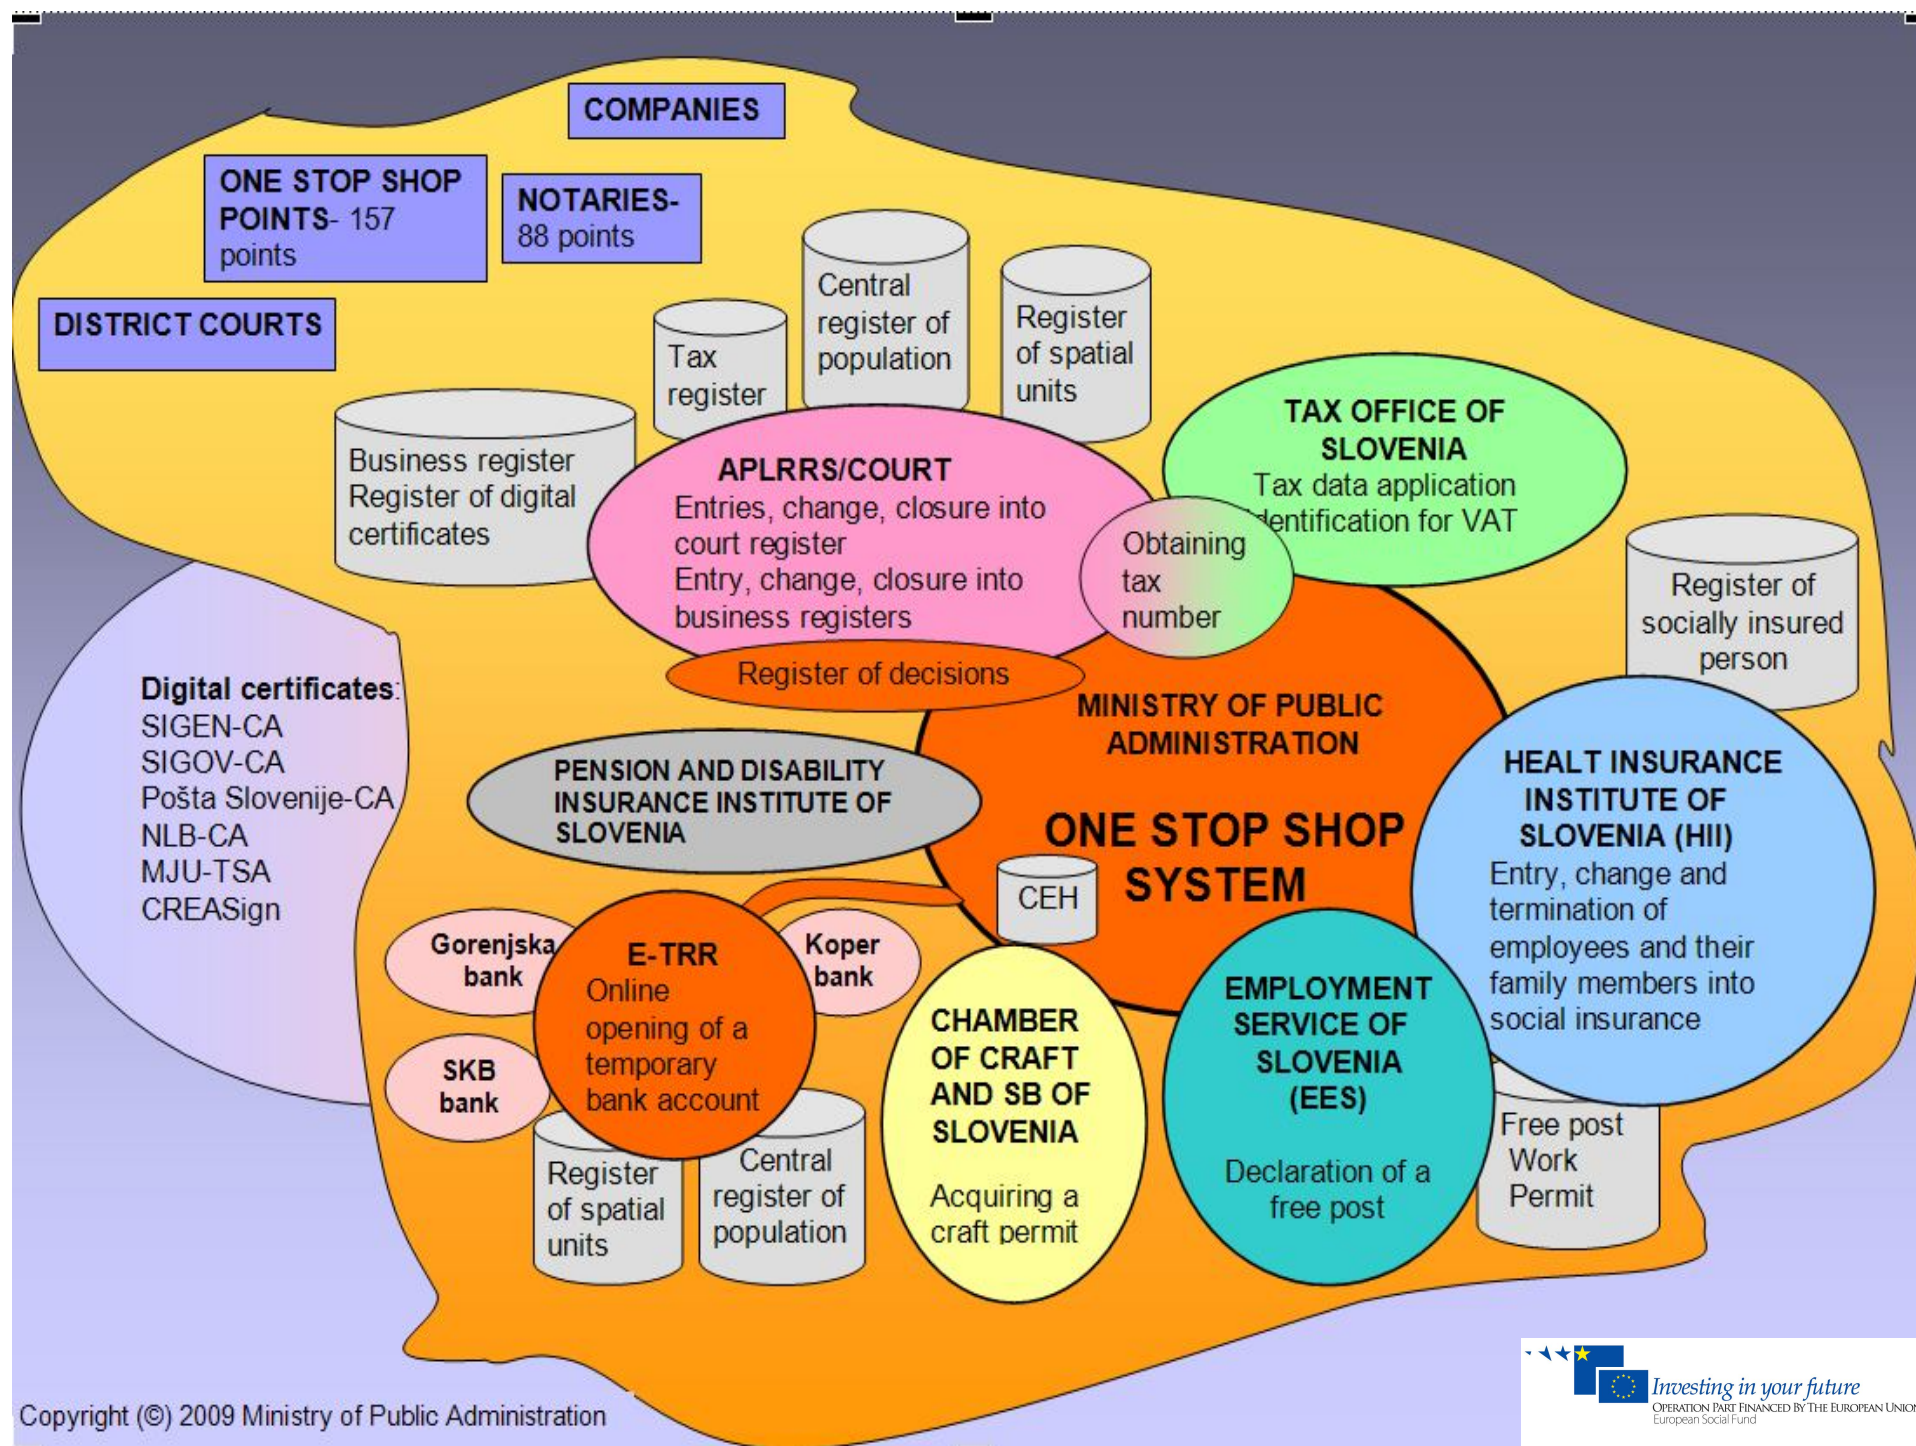 COMPANIES
ONE STOP SHOP
POINTS- 157
points
NOTARIES-
88 points
DISTRICT COURTS
Central
register of
population
Register
of spatial
units
Tax
register
Business register
Register of digital
certificates
APLRRS/COURT
Entries, change, closure into
court register
Entry, change, closure into
business registers
TAX OFFICE OF
SLOVENIA
Tax data application
identification for VAT
Obtaining
tax
number
Register of decisions
Register of
socially insured
person
Digital certificates:
SIGEN-CA
SIGOV-CA
Pošta Slovenije-CA
NLB-CA
MJU-TSA
CREASign
MINISTRY OF PUBLIC
ADMINISTRATION
ONE STOP SHOP
SYSTEM
CEH
PENSION AND DISABILITY
INSURANCE INSTITUTE OF
SLOVENIA
HEALT INSURANCE
INSTITUTE OF
SLOVENIA (HII)
Entry, change and
termination of
employees and their
family members into
social insurance
Gorenjska
bank
E-TRR
Online
opening of a
temporary
bank account
Koper
bank
SKB
bank
Register
of spatial
units
Central
register of
population
CHAMBER
OF CRAFT
AND SB OF
SLOVENIA
Acquiring a
craft permit
EMPLOYMENT
SERVICE OF
SLOVENIA
(EES)
Declaration of a
free post
Free post
Work
Permit
Copyright (©) 2009 Ministry of Public Administration
Investing in your future
OPERATION PART FINANCED BY THE EUROPEAN UNION
European Social Fund